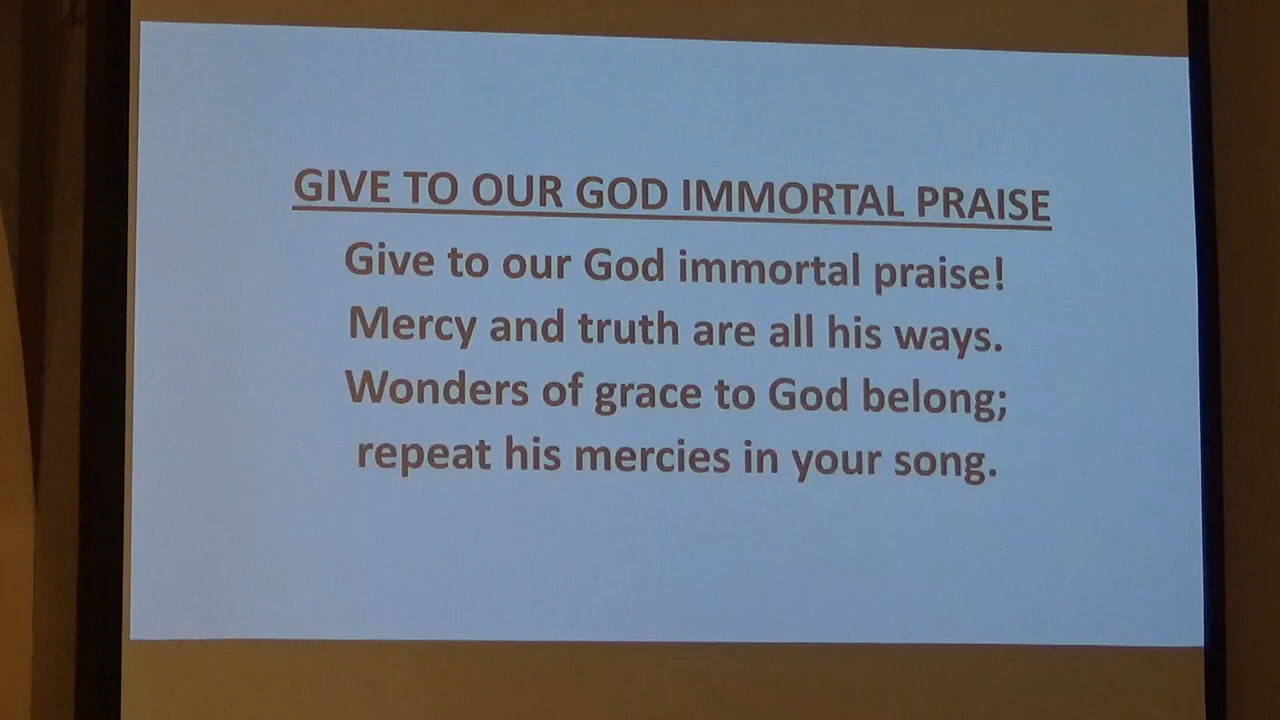 GIVE TO OUR GOD IMMORTAL PRAISE
Give to our God immortal praise!
Mercy and truth are all his ways.
Wonders of grace to God belong;
repeat his mercies in your song.